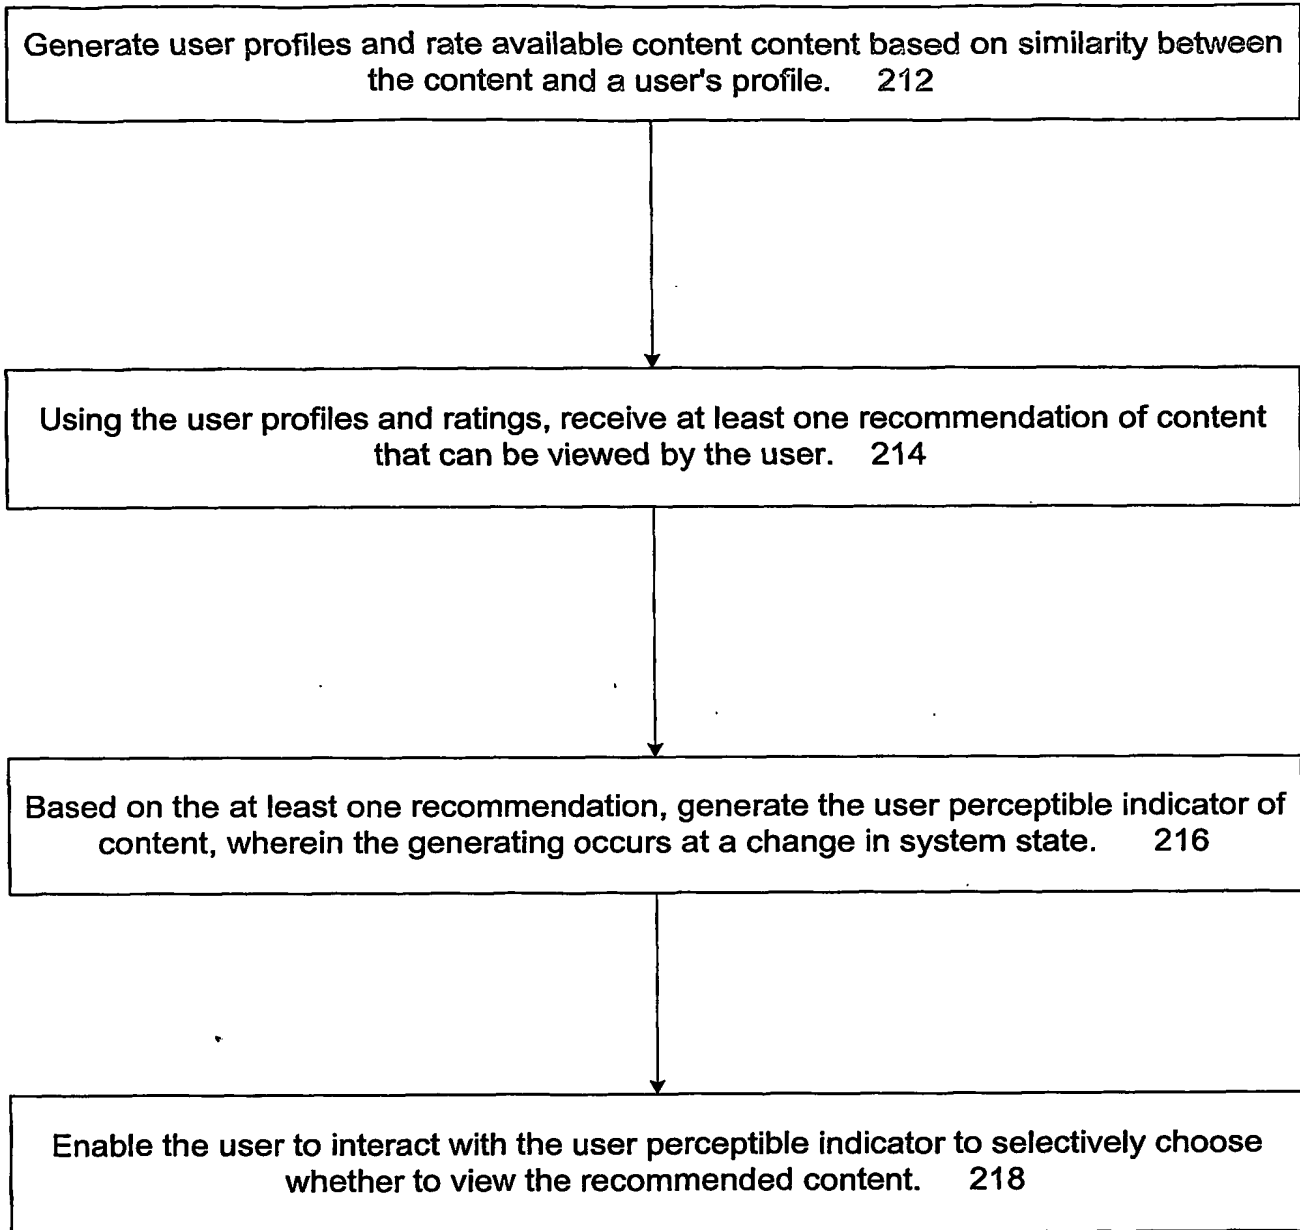 Generate user profiles and rate available content content based on similarity between
the content and a user's profile. 212
Using the user profiles and ratings, receive at least one recommendation of content
that can be viewed by the user. 214
Based on the at least one recommendation, generate the user perceptible indicator of
content, wherein the generating occurs at a change in system state. 216
Enable the user to interact with the user perceptible indicator to selectively choose
whether to view the recommended content. 218